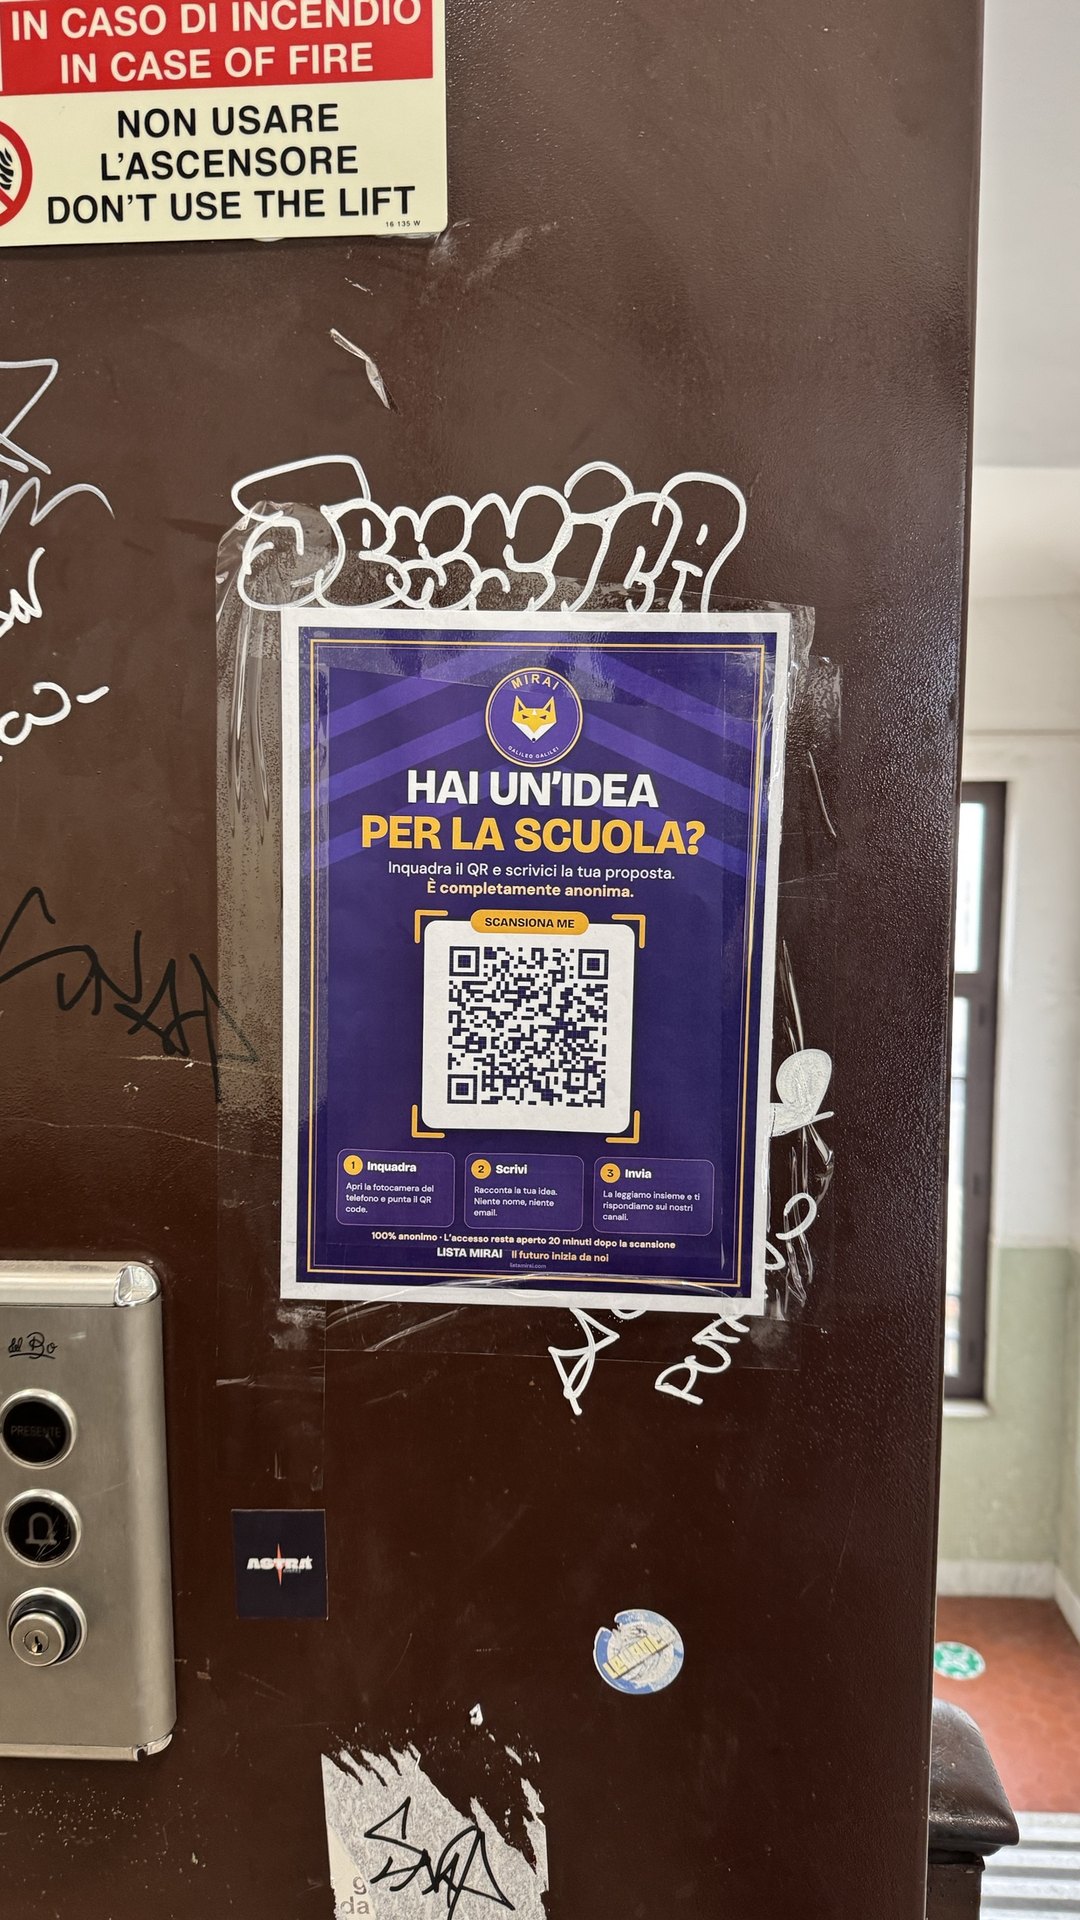 IN CASO DI INCENDIO
IN CASE OF FIRE
NON USARE
L'ASCENSORE
DON'T USE THE LIFT
16 135 W
MIRAI
GALILEO GALILEI
HAI UN'IDEA
PER LA SCUOLA?
Inquadra il QR e scrivici la tua proposta.
È completamente anonima.
SCANSIONA ME
1 Inquadra
Apri la fotocamera del
telefono e punta il QR
code.
2 Scrivi
Racconta la tua idea.
Niente nome, niente
email.
3 Invia
La leggiamo insieme e ti
rispondiamo sui nostri
canali.
100% anonimo · L'accesso resta aperto 20 minuti dopo la scansione
LISTA MIRAI Il futuro inizia da noi
listamirai.com
PRESENTE